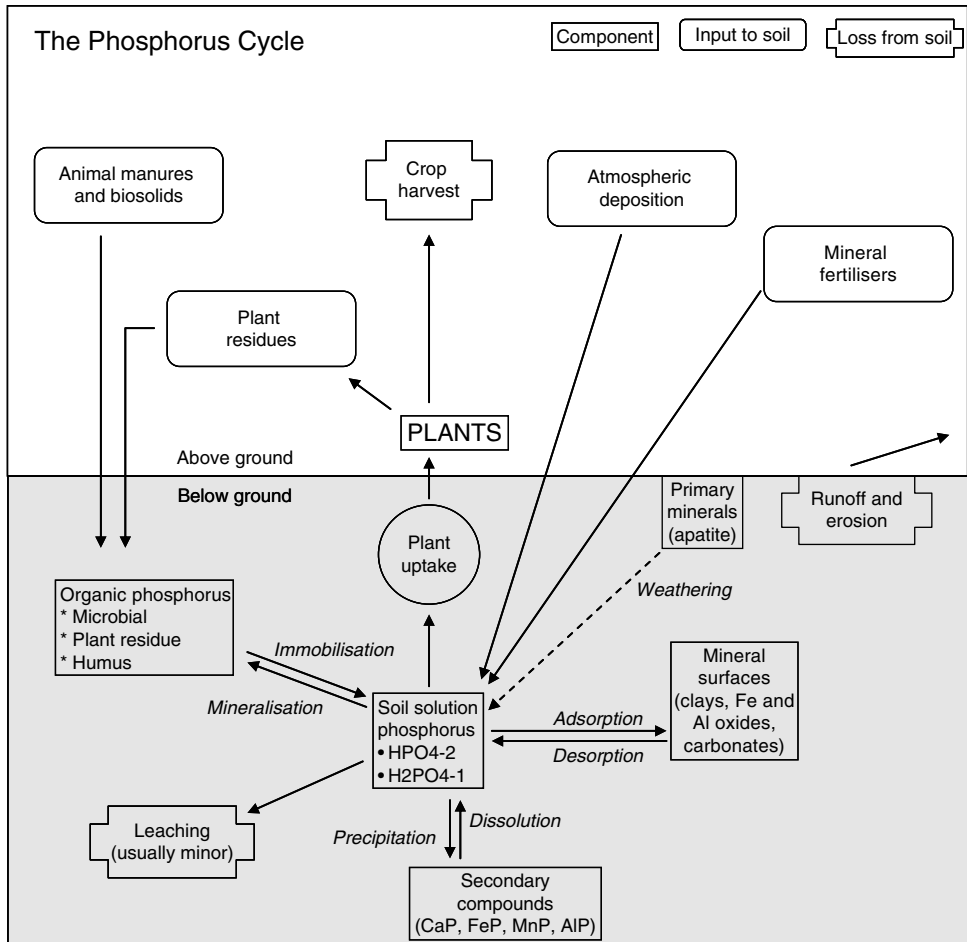 The Phosphorus Cycle
Component
Input to soil
Loss from soil
Animal manures
and biosolids
Crop
harvest
Atmospheric
deposition
Mineral
fertilisers
Plant
residues
PLANTS
Above ground
Below ground
Primary
minerals
(apatite)
Runoff and
erosion
Plant
uptake
Weathering
Organic phosphorus
* Microbial
* Plant residue
* Humus
Immobilisation
Mineralisation
Soil solution
phosphorus
• HPO4-2
• H2PO4-1
Adsorption
Desorption
Mineral
surfaces
(clays, Fe and
Al oxides,
carbonates)
Leaching
(usually minor)
Precipitation
Dissolution
Secondary
compounds
(CaP, FeP, MnP, AlP)